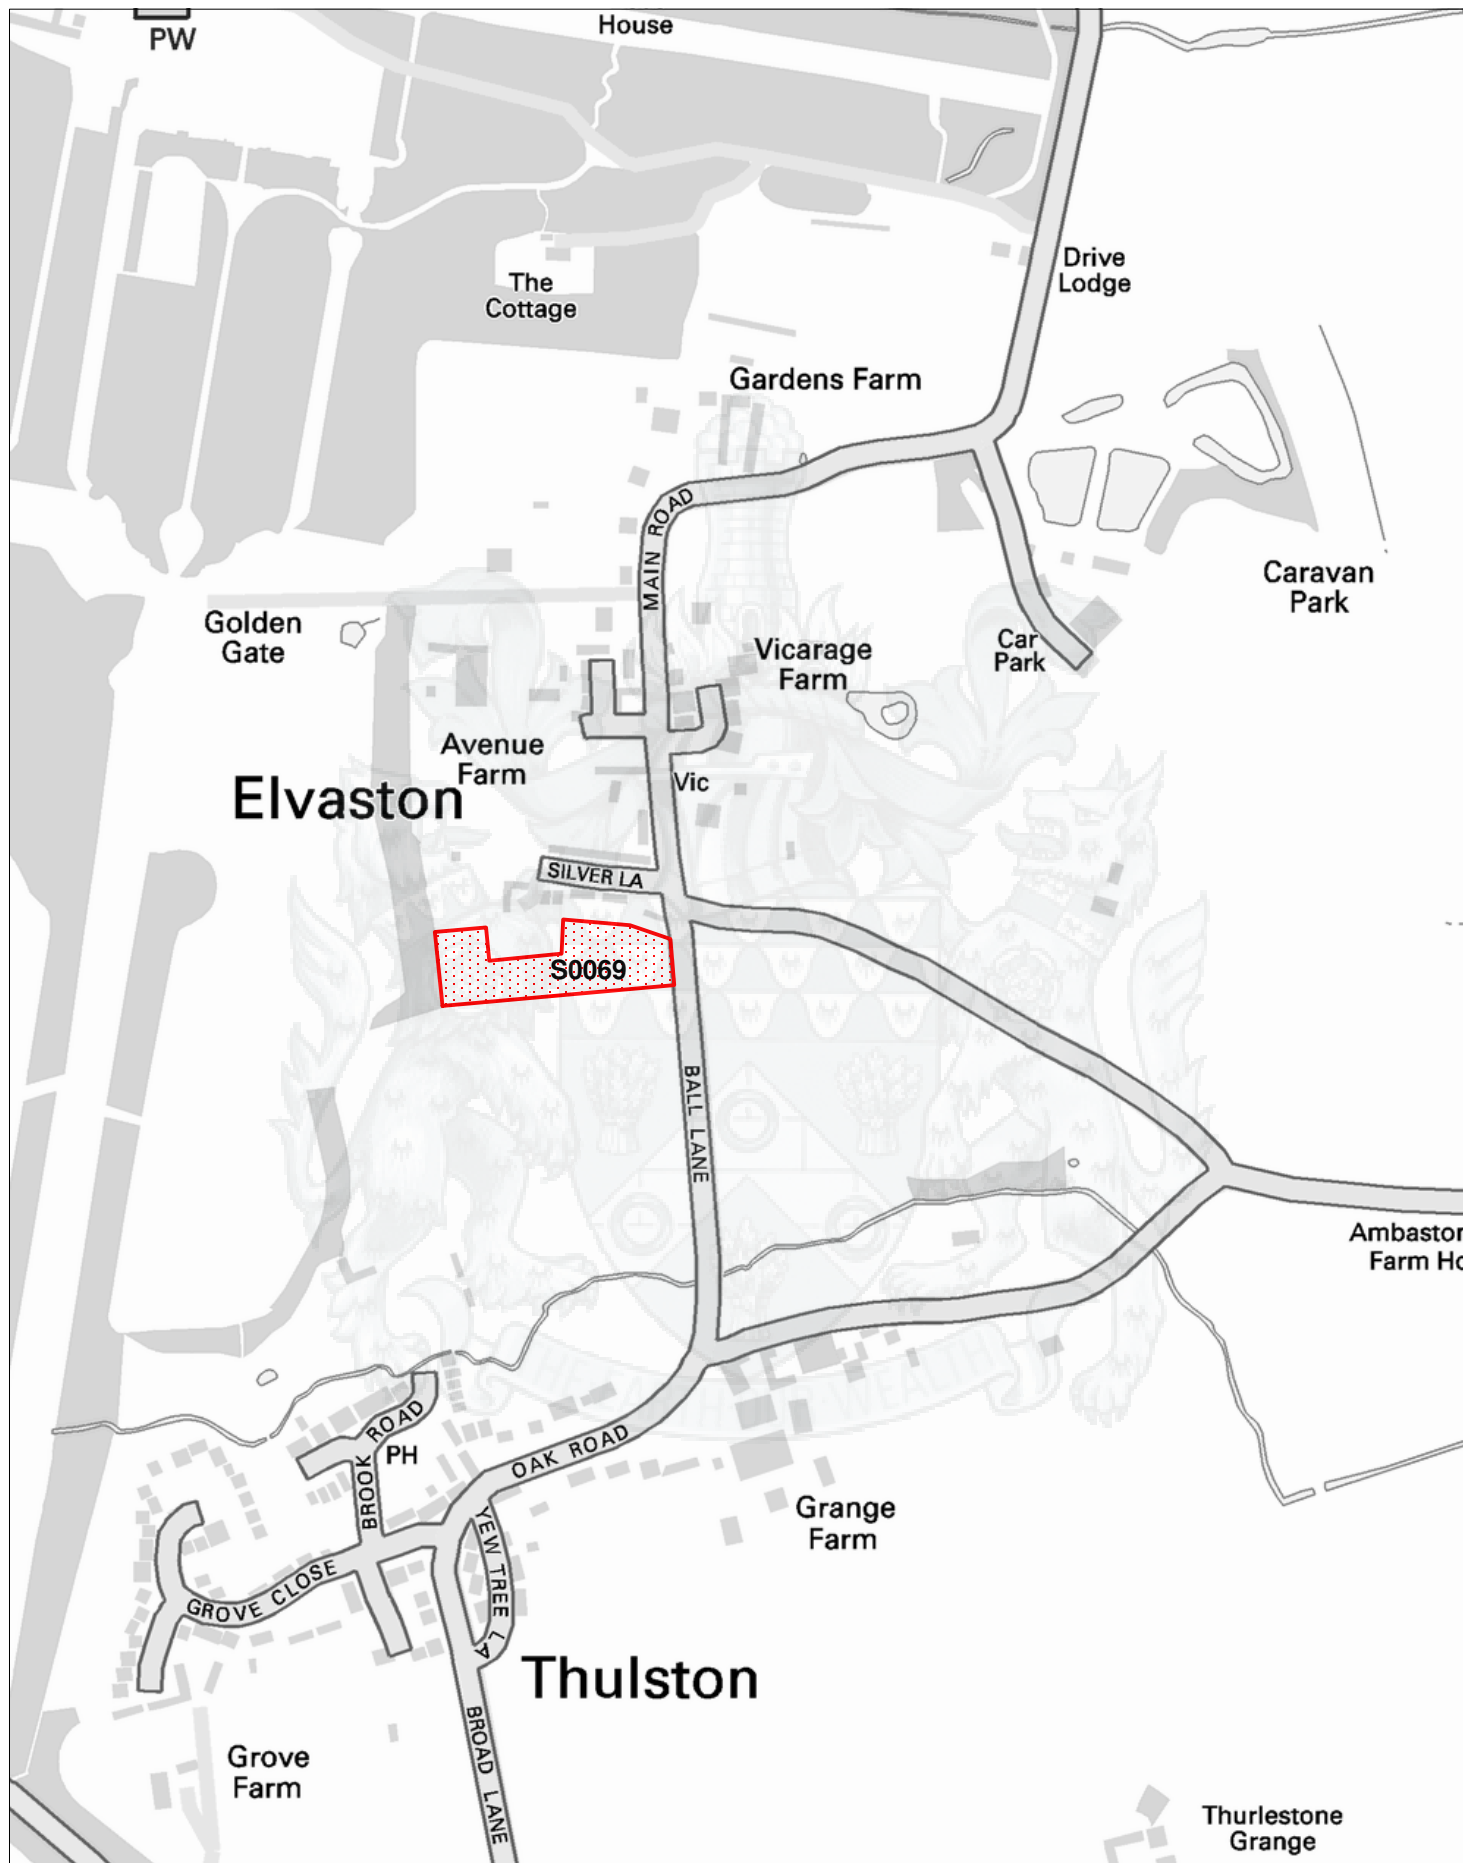 PW
House
Drive
Lodge
The
Cottage
Gardens Farm
MAIN ROAD
Caravan
Park
Golden
Gate
Car
Park
Vicarage
Farm
Avenue
Farm
Elvaston
Vic
SILVER LA
S0069
BALL LANE
Ambaston
Farm Ho
BROOK ROAD
PH
OAK ROAD
YEW TREE LA
Grange
Farm
GROVE CLOSE
Thulston
BROAD LANE
Grove
Farm
Thurlestone
Grange